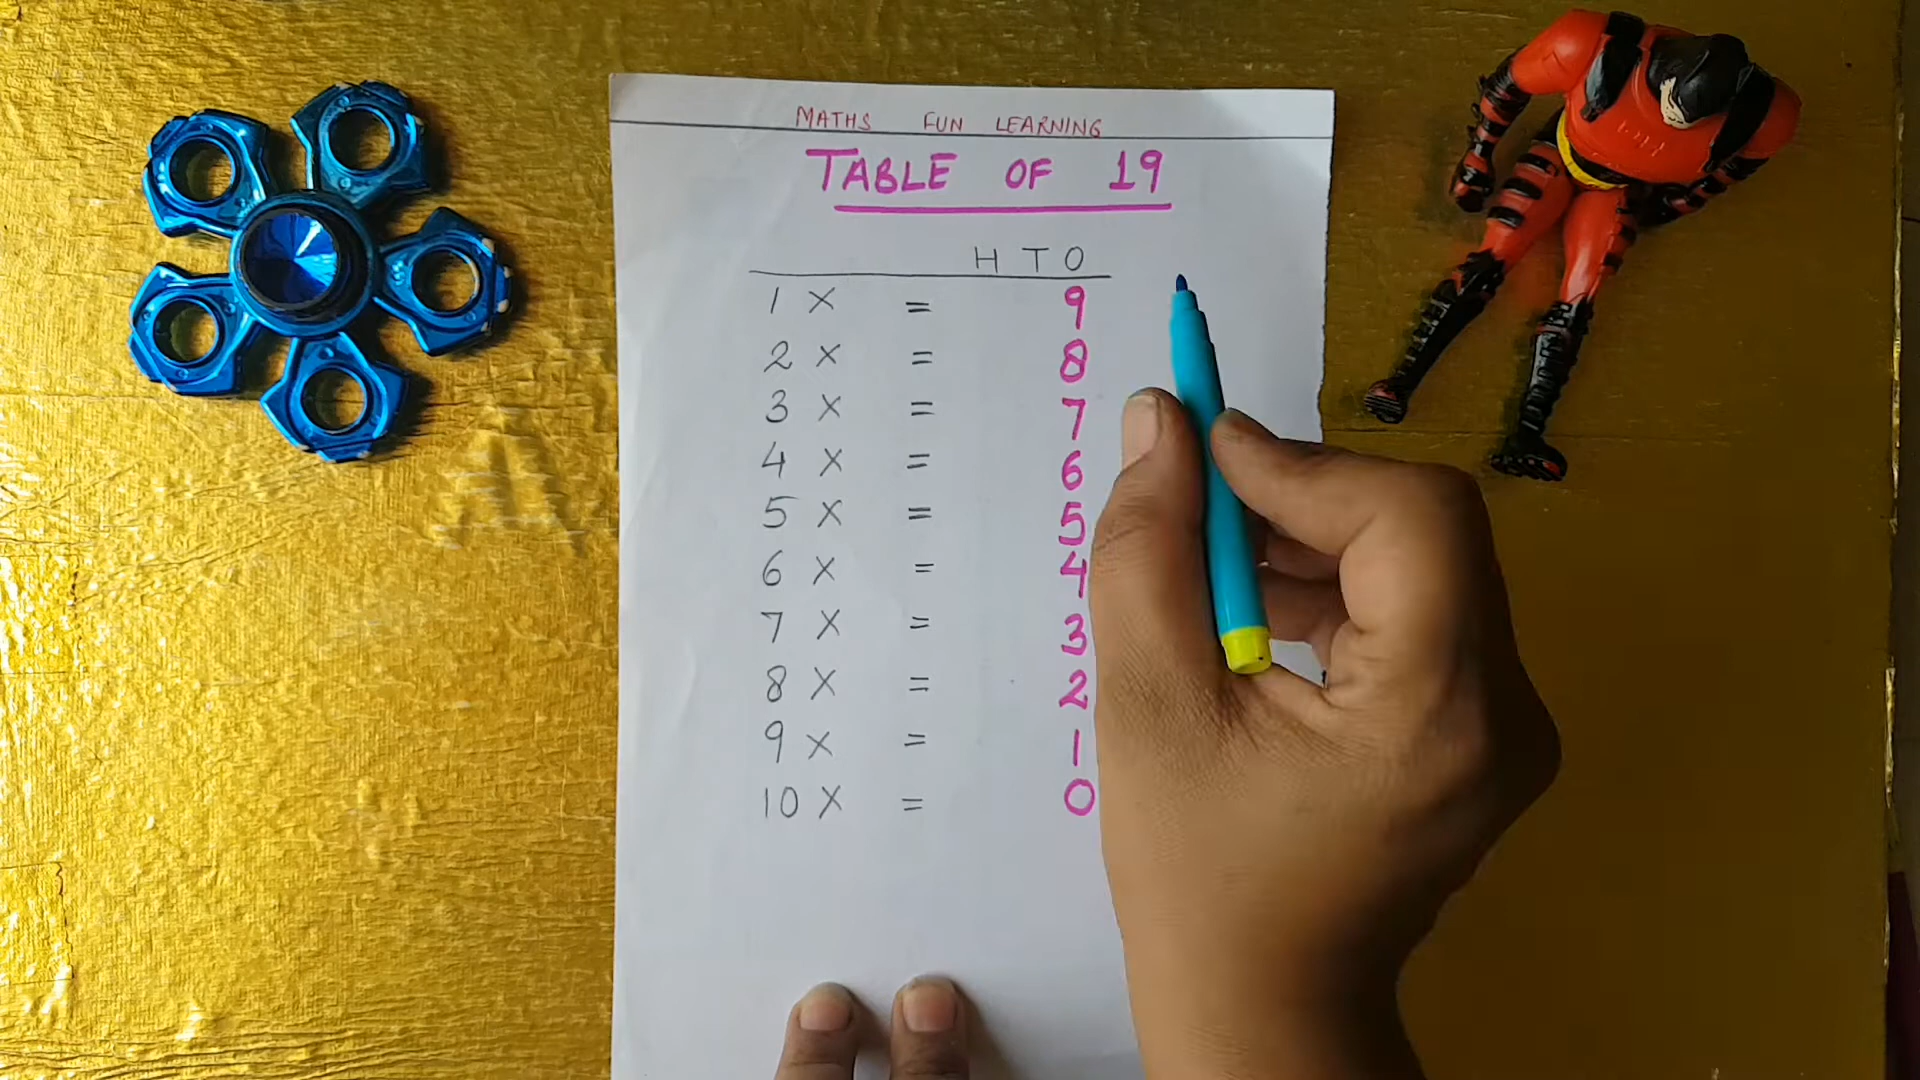 MATHS FUN LEARNING
TABLE OF 19
H T O
1 X = 9
2 X = 8
3 X = 7
4 X = 6
5 X = 5
6 X = 4
7 X = 3
8 X = 2
9 X = 1
10 X = 0